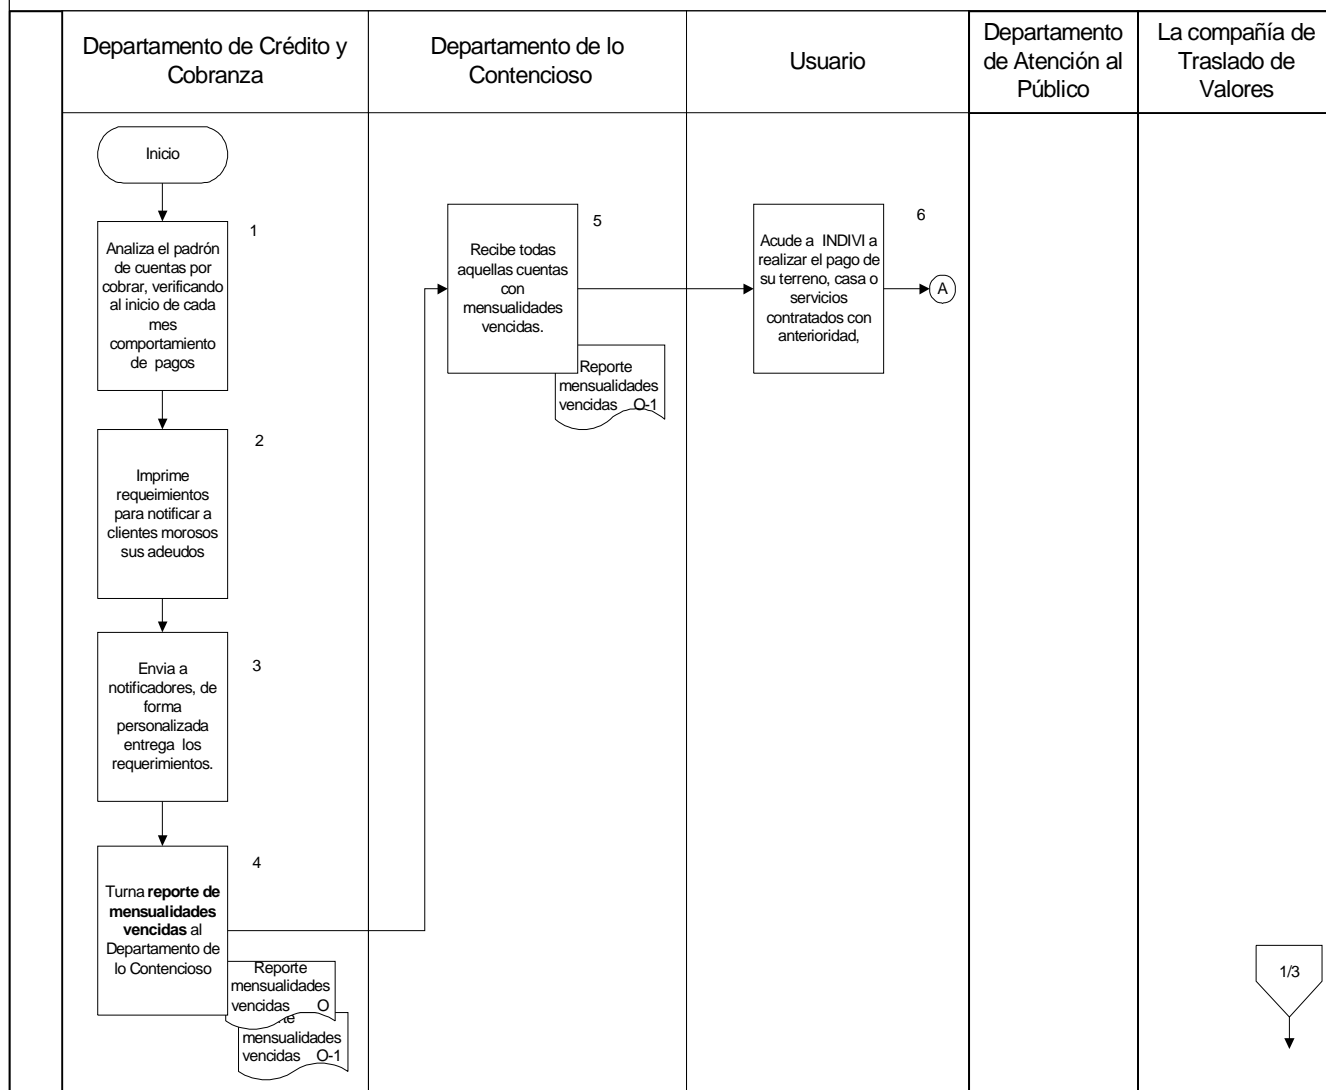 Departamento de Crédito y
Cobranza
Departamento de lo
Contencioso
Usuario
Departamento
de Atención al
Público
La compañía de
Traslado de
Valores
Inicio
1
Analiza el padrón
de cuentas por
cobrar, verificando
al inicio de cada
mes
comportamiento
de pagos
2
Imprime
requeimientos
para notificar a
clientes morosos
sus adeudos
3
Envia a
notificadores, de
forma
personalizada
entrega los
requerimientos.
4
Turna reporte de
mensualidades
vencidas al
Departamento de
lo Contencioso
Reporte
mensualidades
vencidas O
mensualidades
vencidas O-1
5
Recibe todas
aquellas cuentas
con
mensualidades
vencidas.
Reporte
mensualidades
vencidas O-1
6
Acude a INDIVI a
realizar el pago de
su terreno, casa o
servicios
contratados con
anterioridad,
A
1/3